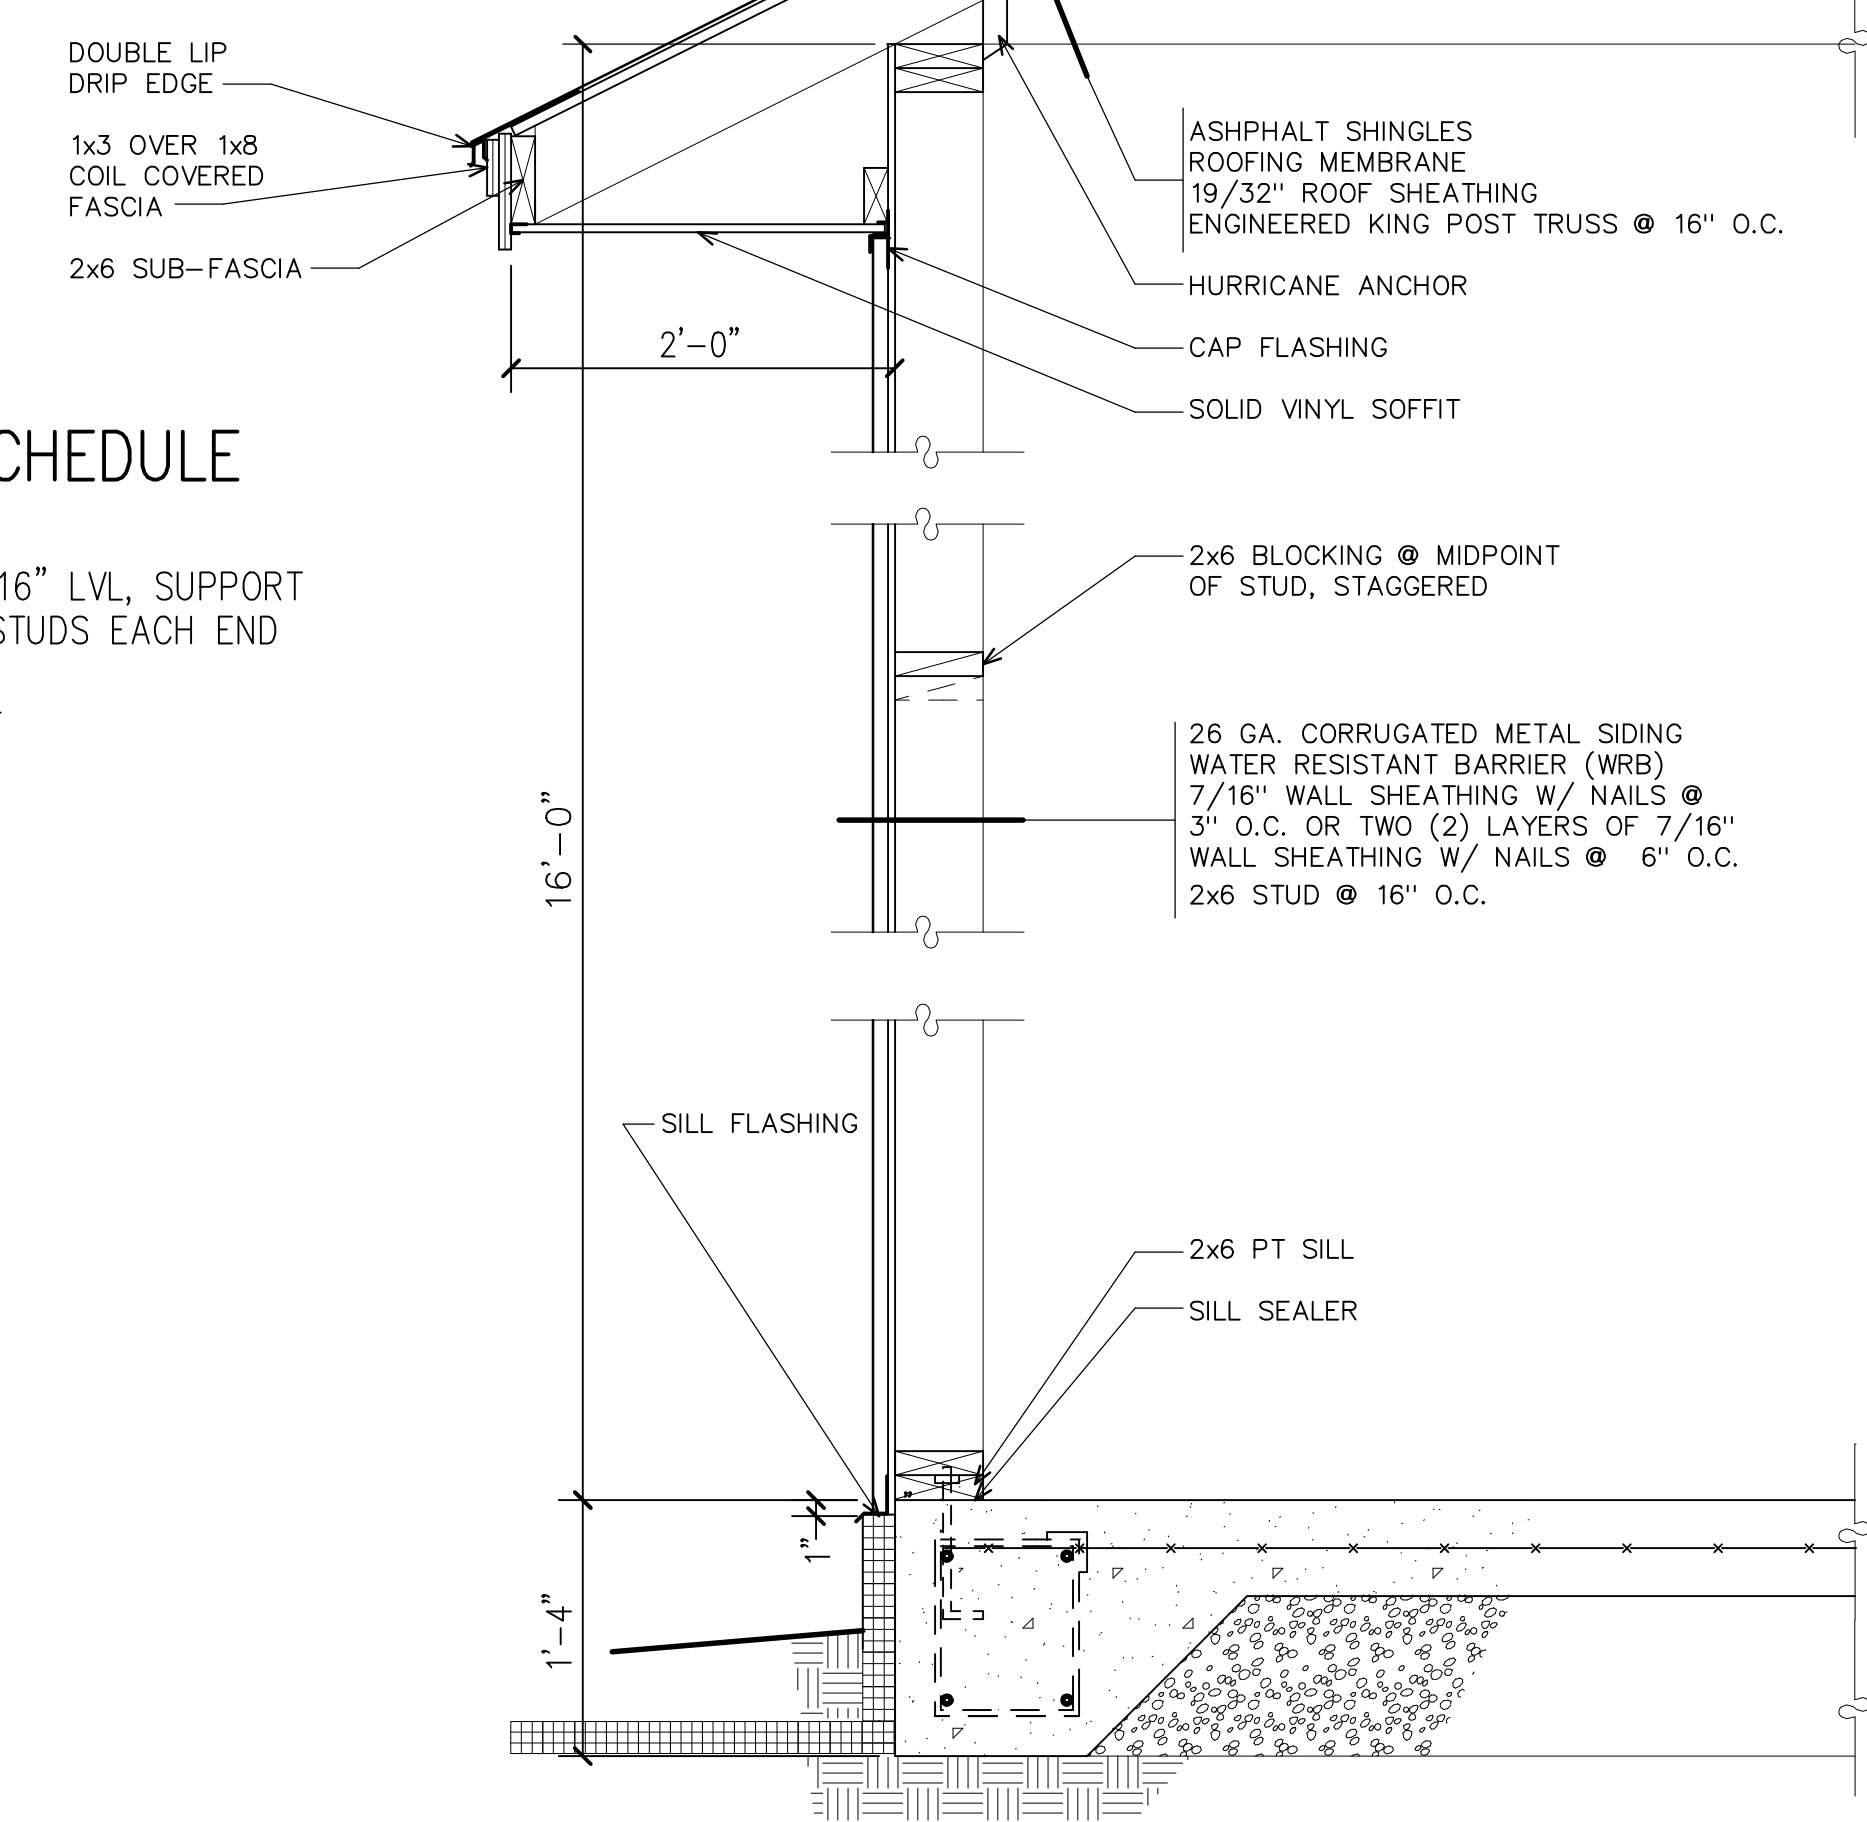 DOUBLE LIP
DRIP EDGE
1x3 OVER 1x8
COIL COVERED
FASCIA
2x6 SUB-FASCIA
2'-0"
ASHPHALT SHINGLES
ROOFING MEMBRANE
19/32" ROOF SHEATHING
ENGINEERED KING POST TRUSS @ 16" O.C.
HURRICANE ANCHOR
CAP FLASHING
SOLID VINYL SOFFIT
CHEDULE
16" LVL, SUPPORT
STUDS EACH END
2x6 BLOCKING @ MIDPOINT
OF STUD, STAGGERED
26 GA. CORRUGATED METAL SIDING
WATER RESISTANT BARRIER (WRB)
7/16" WALL SHEATHING W/ NAILS @
3" O.C. OR TWO (2) LAYERS OF 7/16"
WALL SHEATHING W/ NAILS @ 6" O.C.
2x6 STUD @ 16" O.C.
16'-0"
SILL FLASHING
2x6 PT SILL
SILL SEALER
1"
1'-4"